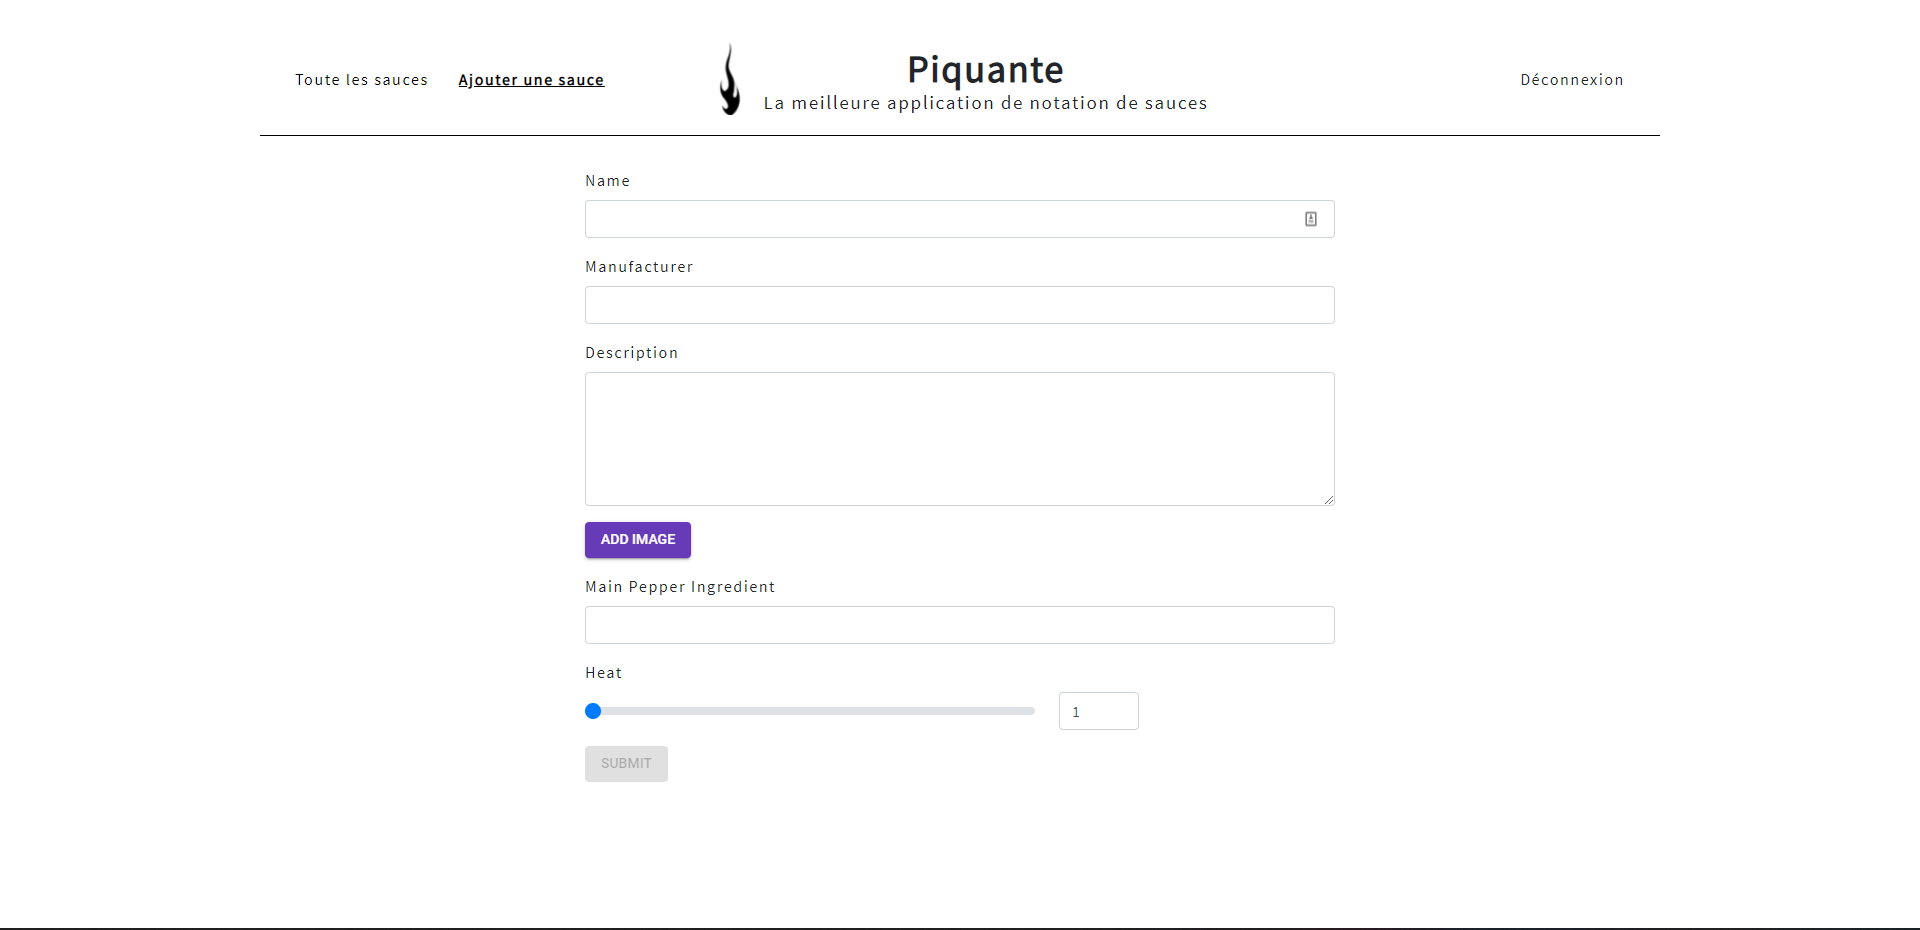 Toute les sauces
Ajouter une sauce
Piquante
La meilleure application de notation de sauces
Déconnexion
Name
Manufacturer
Description
ADD IMAGE
Main Pepper Ingredient
Heat
1
SUBMIT